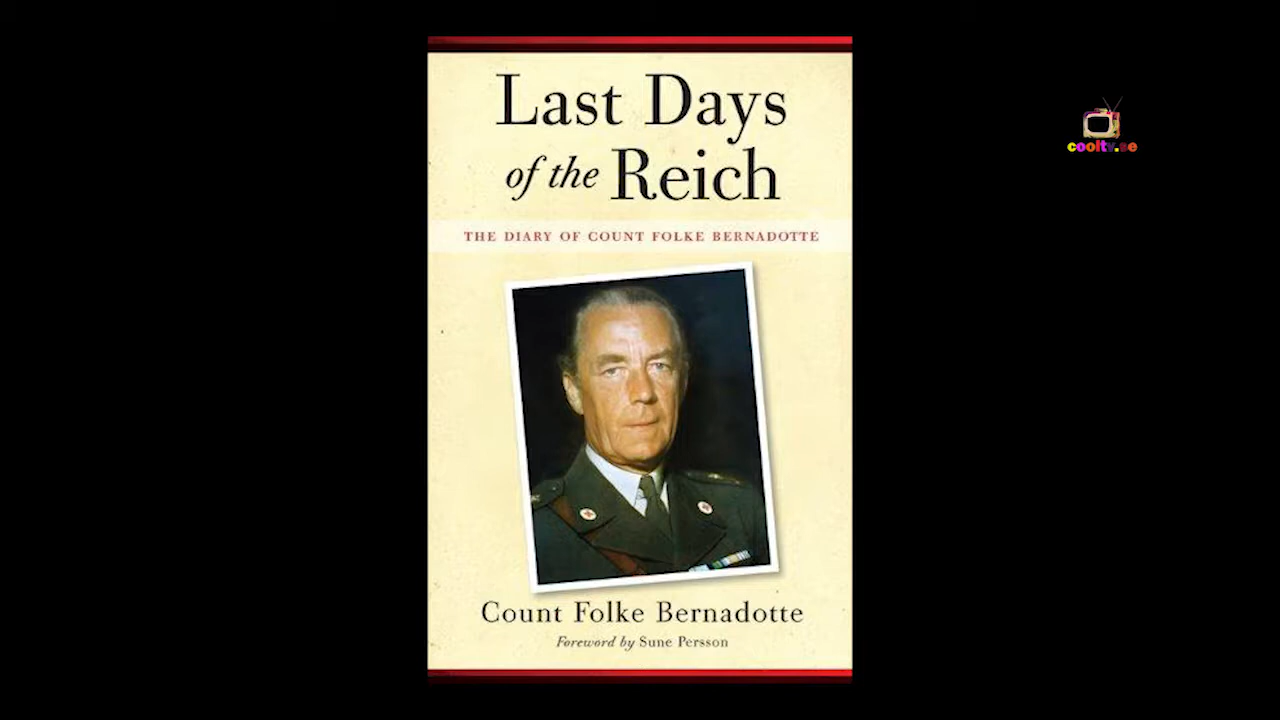 Last Days
of the Reich
THE DIARY OF COUNT FOLKE BERNADOTTE
Count Folke Bernadotte
Foreword by Sune Persson
cooltv.se